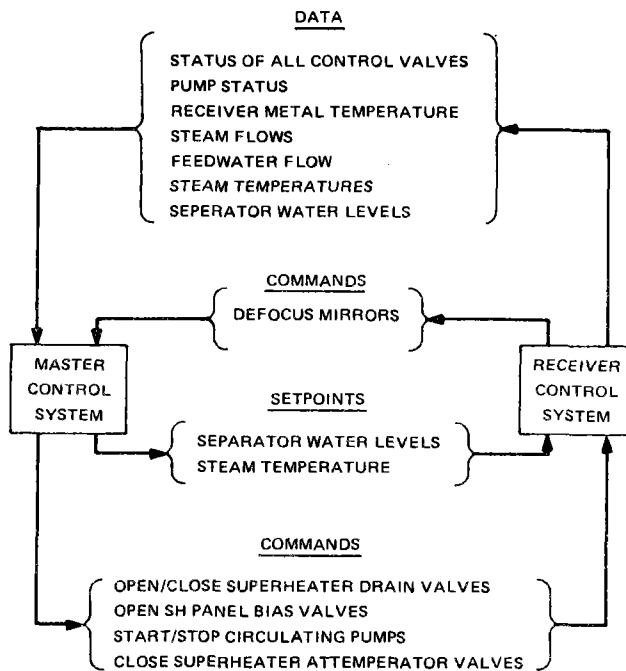 DATA
STATUS OF ALL CONTROL VALVES
PUMP STATUS
RECEIVER METAL TEMPERATURE
STEAM FLOWS
FEEDWATER FLOW
STEAM TEMPERATURES
SEPERATOR WATER LEVELS
COMMANDS
DEFOCUS MIRRORS
MASTER
CONTROL
SYSTEM
RECEIVER
CONTROL
SYSTEM
SETPOINTS
SEPARATOR WATER LEVELS
STEAM TEMPERATURE
COMMANDS
OPEN/CLOSE SUPERHEATER DRAIN VALVES
OPEN SH PANEL BIAS VALVES
START/STOP CIRCULATING PUMPS
CLOSE SUPERHEATER ATTEMPERATOR VALVES